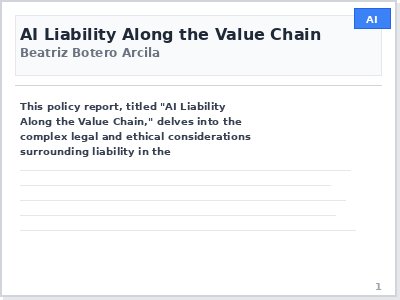 AI
AI Liability Along the Value Chain
Beatriz Botero Arcila
This policy report, titled "AI Liability
Along the Value Chain," delves into the
complex legal and ethical considerations
surrounding liability in the
1